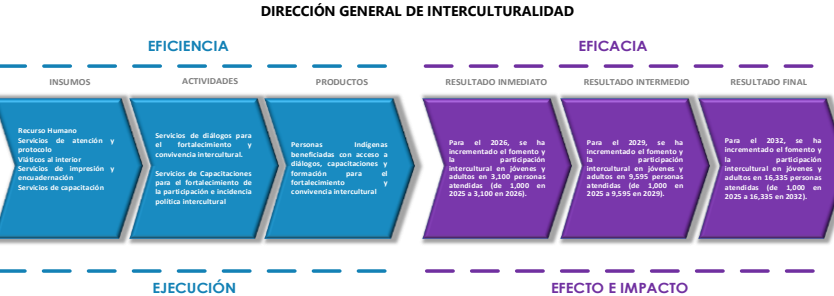 DIRECCIÓN GENERAL DE INTERCULTURALIDAD
EFICIENCIA
EFICACIA
INSUMOS
ACTIVIDADES
PRODUCTOS
RESULTADO INMEDIATO
RESULTADO INTERMEDIO
RESULTADO FINAL
Recurso Humano
Servicios de atención y
protocolo
Viáticos al interior
Servicios de impresión y
encuadernación
Servicios de capacitación
Servicios de diálogos para
el fortalecimiento y
convivencia intercultural.
Servicios de Capacitaciones
para el fortalecimiento de
la participación e incidencia
política intercultural
Personas Indígenas
beneficiadas con acceso a
diálogos, capacitaciones y
formación para el
fortalecimiento y
convivencia intercultural
Para el 2026, se ha
incrementado el fomento y
la participación
intercultural en jóvenes y
adultos en 3,100 personas
atendidas (de 1,000 en
2025 a 3,100 en 2026).
Para el 2029, se ha
incrementado el fomento y
la participación
intercultural en jóvenes y
adultos en 9,595 personas
atendidas (de 1,000 en
2025 a 9,595 en 2029).
Para el 2032, se ha
incrementado el fomento y
la participación
intercultural en jóvenes y
adultos en 16,335 personas
atendidas (de 1,000 en
2025 a 16,335 en 2032).
EJECUCIÓN
EFECTO E IMPACTO